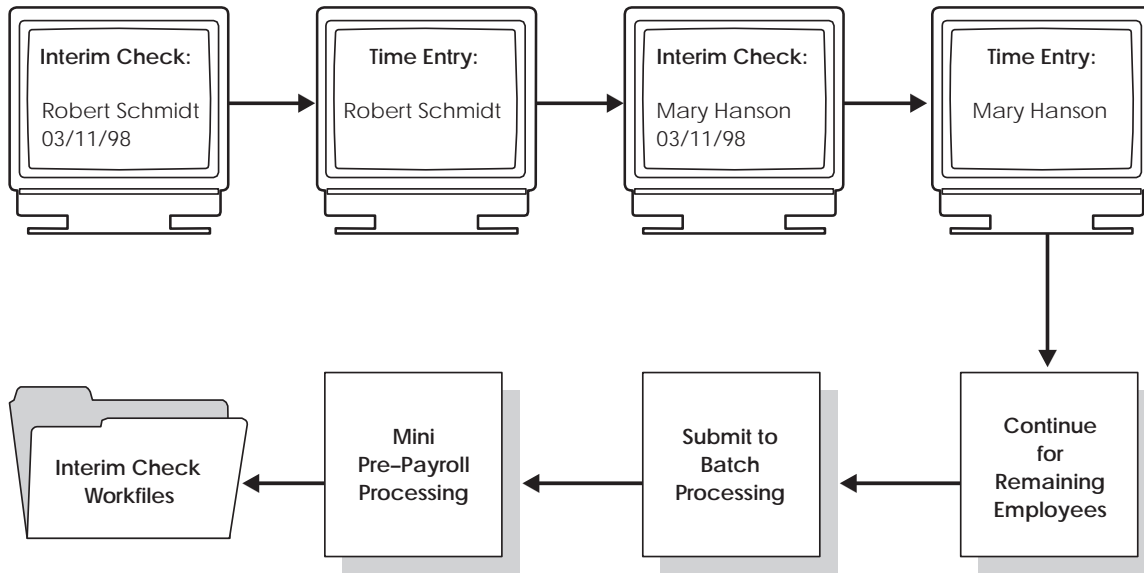 Interim Check:
Robert Schmidt
03/11/98
Time Entry:
Robert Schmidt
Interim Check:
Mary Hanson
03/11/98
Time Entry:
Mary Hanson
Continue
for
Remaining
Employees
Submit to
Batch
Processing
Mini
Pre–Payroll
Processing
Interim Check
Workfiles